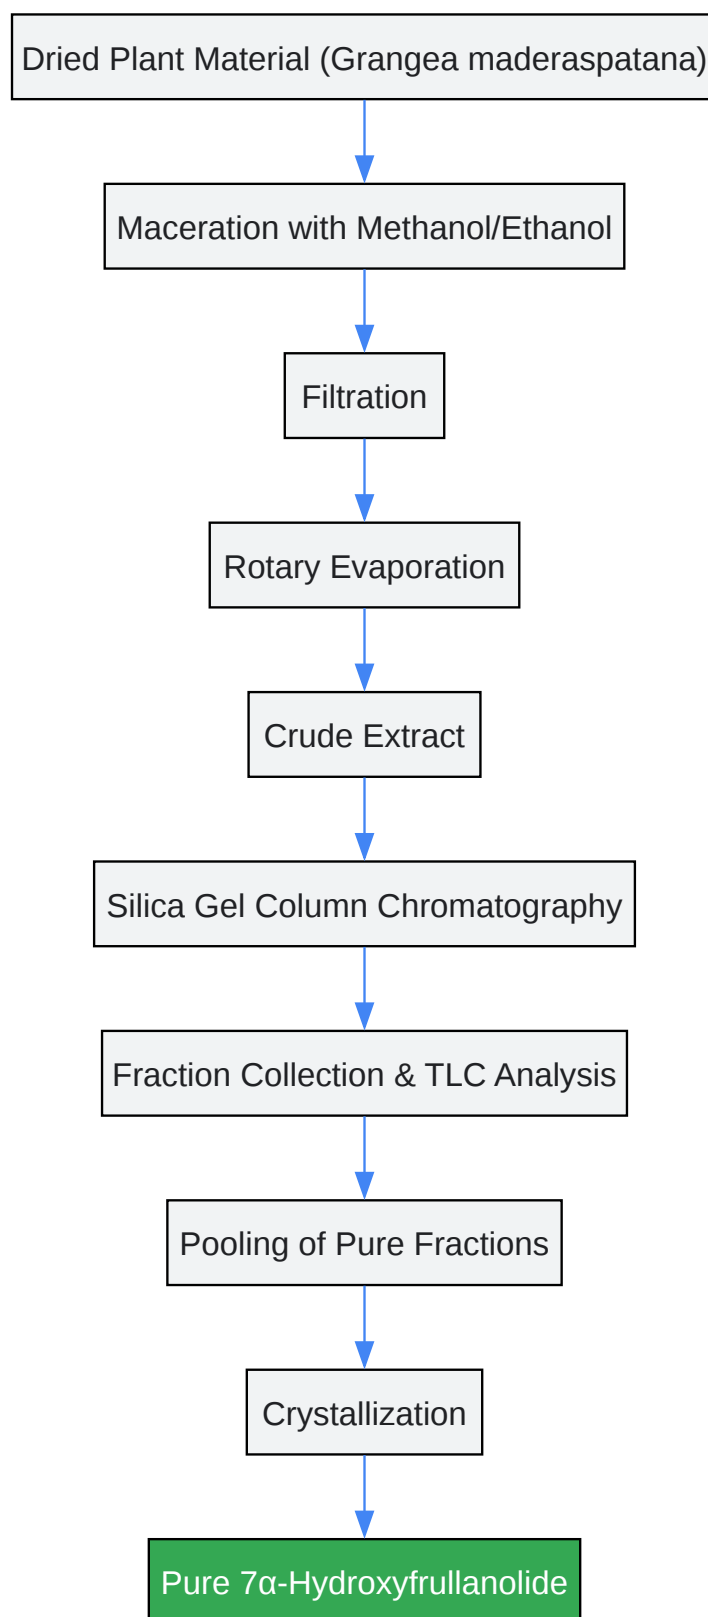 Dried Plant Material (Grangea maderaspatana)
Maceration with Methanol/Ethanol
Filtration
Rotary Evaporation
Crude Extract
Silica Gel Column Chromatography
Fraction Collection & TLC Analysis
Pooling of Pure Fractions
Crystallization
Pure 7α-Hydroxyfrullanolide